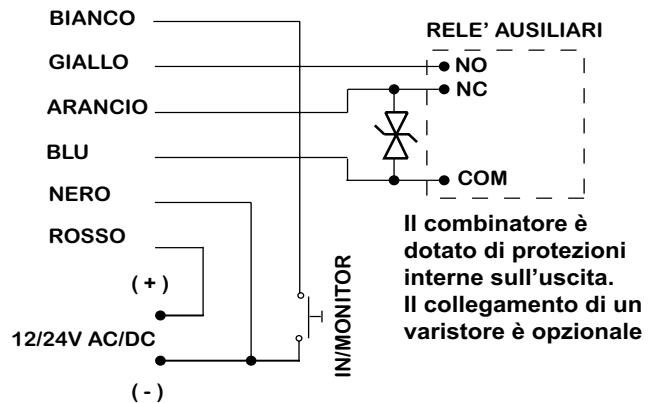 BIANCO
RELE' AUSILIARI
GIALLO
NO
NC
ARANCIO
BLU
COM
NERO
ROSSO
( + )
12/24V AC/DC
( - )
IN/MONITOR
Il combinatore è
dotato di protezioni
interne sull'uscita.
Il collegamento di un
varistore è opzionale